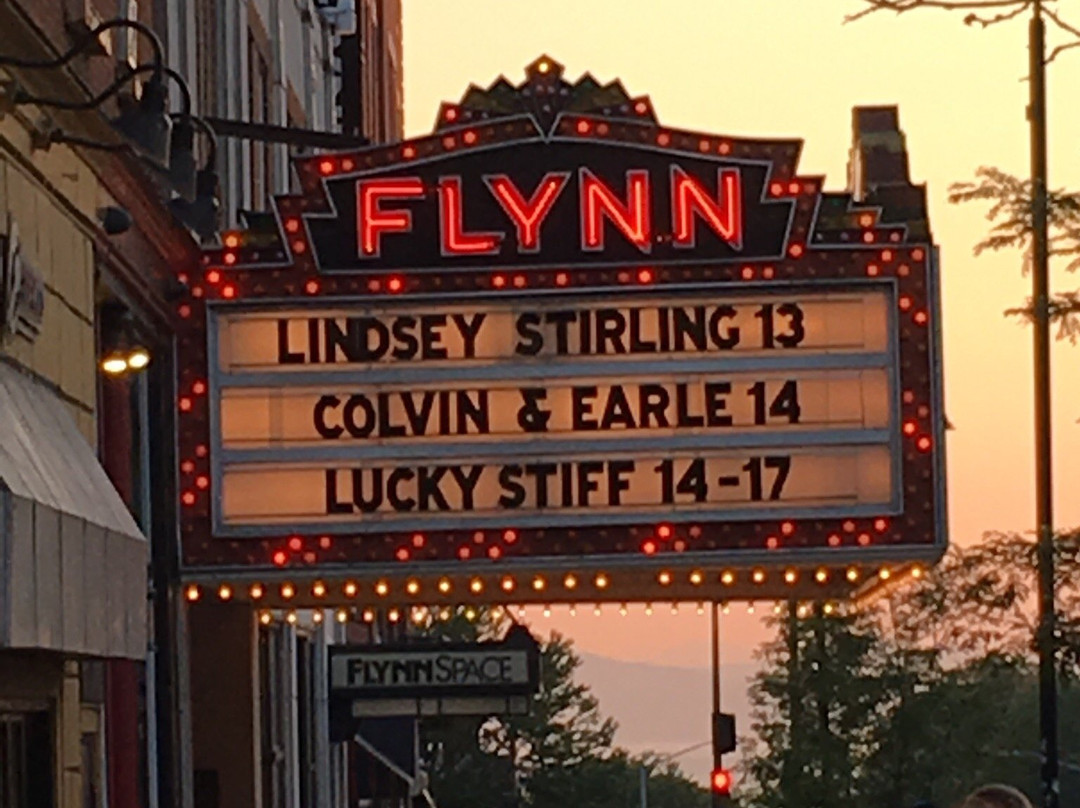 FLYNN
LINDSEY STIRLING 13
COLVIN & EARLE 14
LUCKY STIFF 14-17
FLYNNSPACE